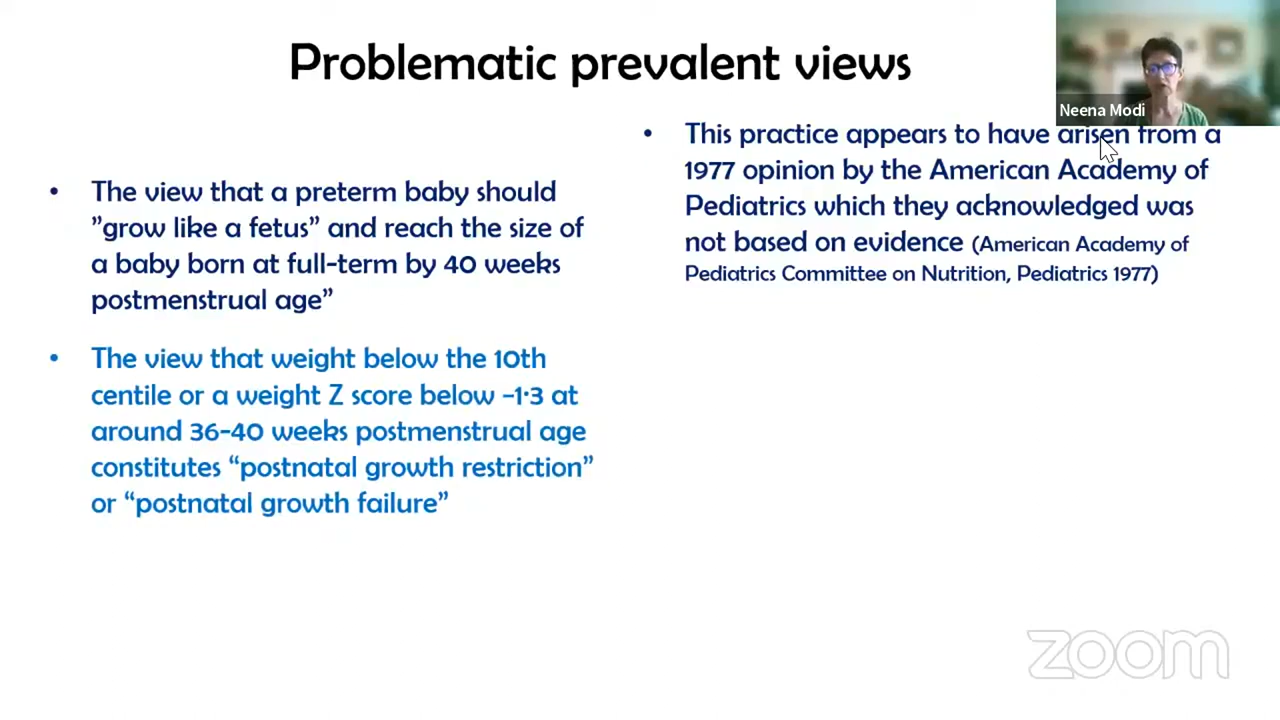 Problematic prevalent views
Neena Modi
• The view that a preterm baby should
”grow like a fetus” and reach the size of
a baby born at full-term by 40 weeks
postmenstrual age”
• The view that weight below the 10th
centile or a weight Z score below −1·3 at
around 36-40 weeks postmenstrual age
constitutes “postnatal growth restriction”
or “postnatal growth failure”
• This practice appears to have arisen from a
1977 opinion by the American Academy of
Pediatrics which they acknowledged was
not based on evidence (American Academy of
Pediatrics Committee on Nutrition, Pediatrics 1977)
zoom